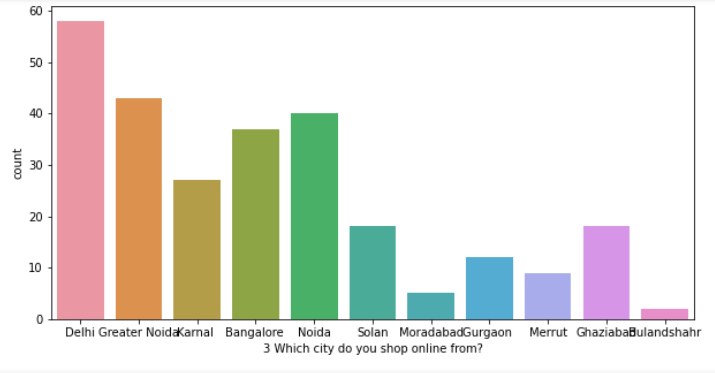 60
50
40
30
20
10
0
count
Delhi Greater Noida Karnal Bangalore Noida Solan Moradabad Gurgaon Merrut Ghaziabad Bulandshahr
3 Which city do you shop online from?